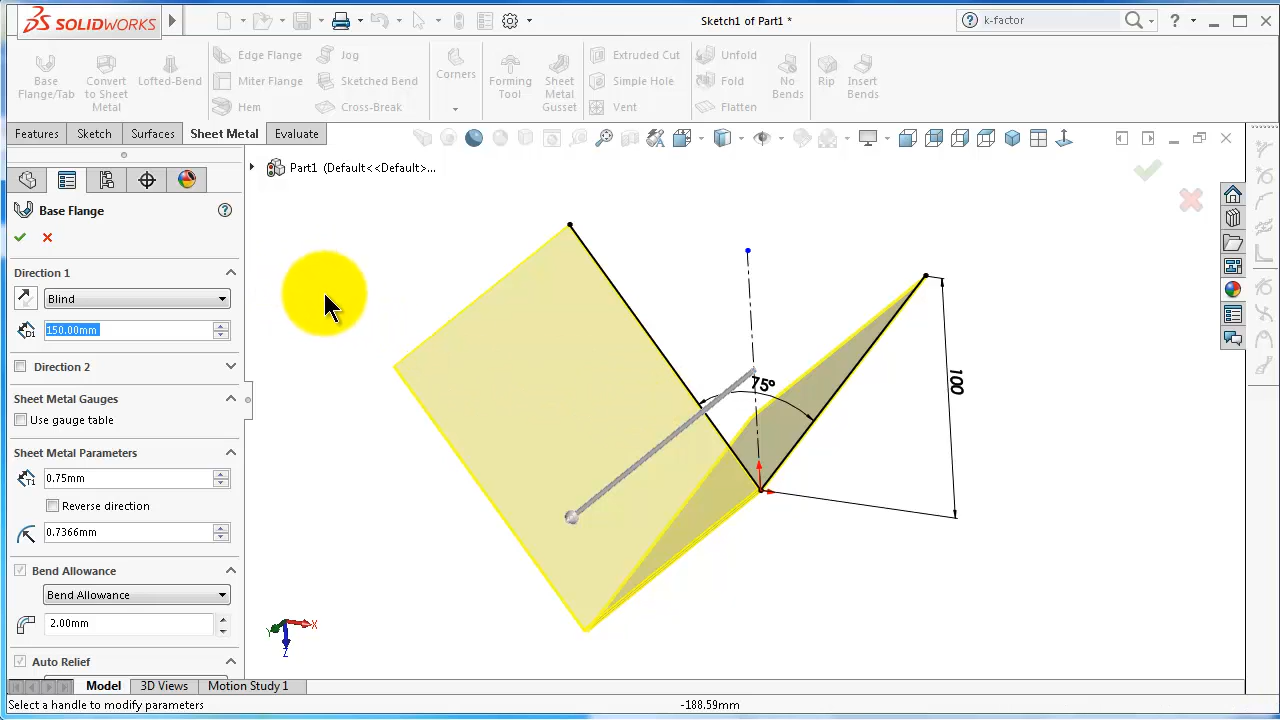 SOLIDWORKS
Sketch1 of Part1 *
k-factor
Base Flange/Tab
Convert to Sheet Metal
Lofted-Bend
Edge Flange
Miter Flange
Hem
Jog
Sketched Bend
Cross-Break
Corners
Forming Tool
Sheet Metal Gusset
Extruded Cut
Simple Hole
Vent
Unfold
Fold
Flatten
No Bends
Rip
Insert Bends
Features
Sketch
Surfaces
Sheet Metal
Evaluate
Part1 (Default<<Default>...
Base Flange
Direction 1
Blind
150.00mm
Direction 2
Sheet Metal Gauges
Use gauge table
Sheet Metal Parameters
0.75mm
Reverse direction
0.7366mm
Bend Allowance
Bend Allowance
2.00mm
Auto Relief
75°
100
X
Y
Z
Model
3D Views
Motion Study 1
Select a handle to modify parameters
-188.59mm